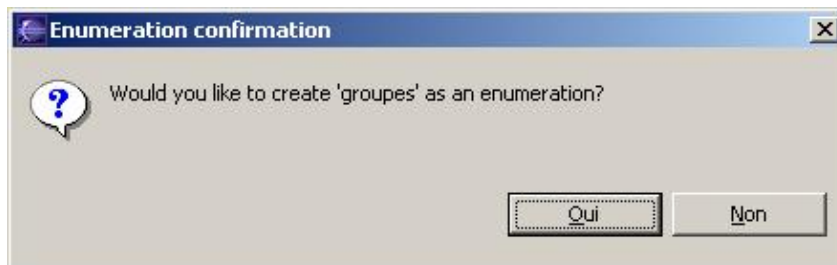 Enumeration confirmation
Would you like to create 'groupes' as an enumeration?
Oui Non